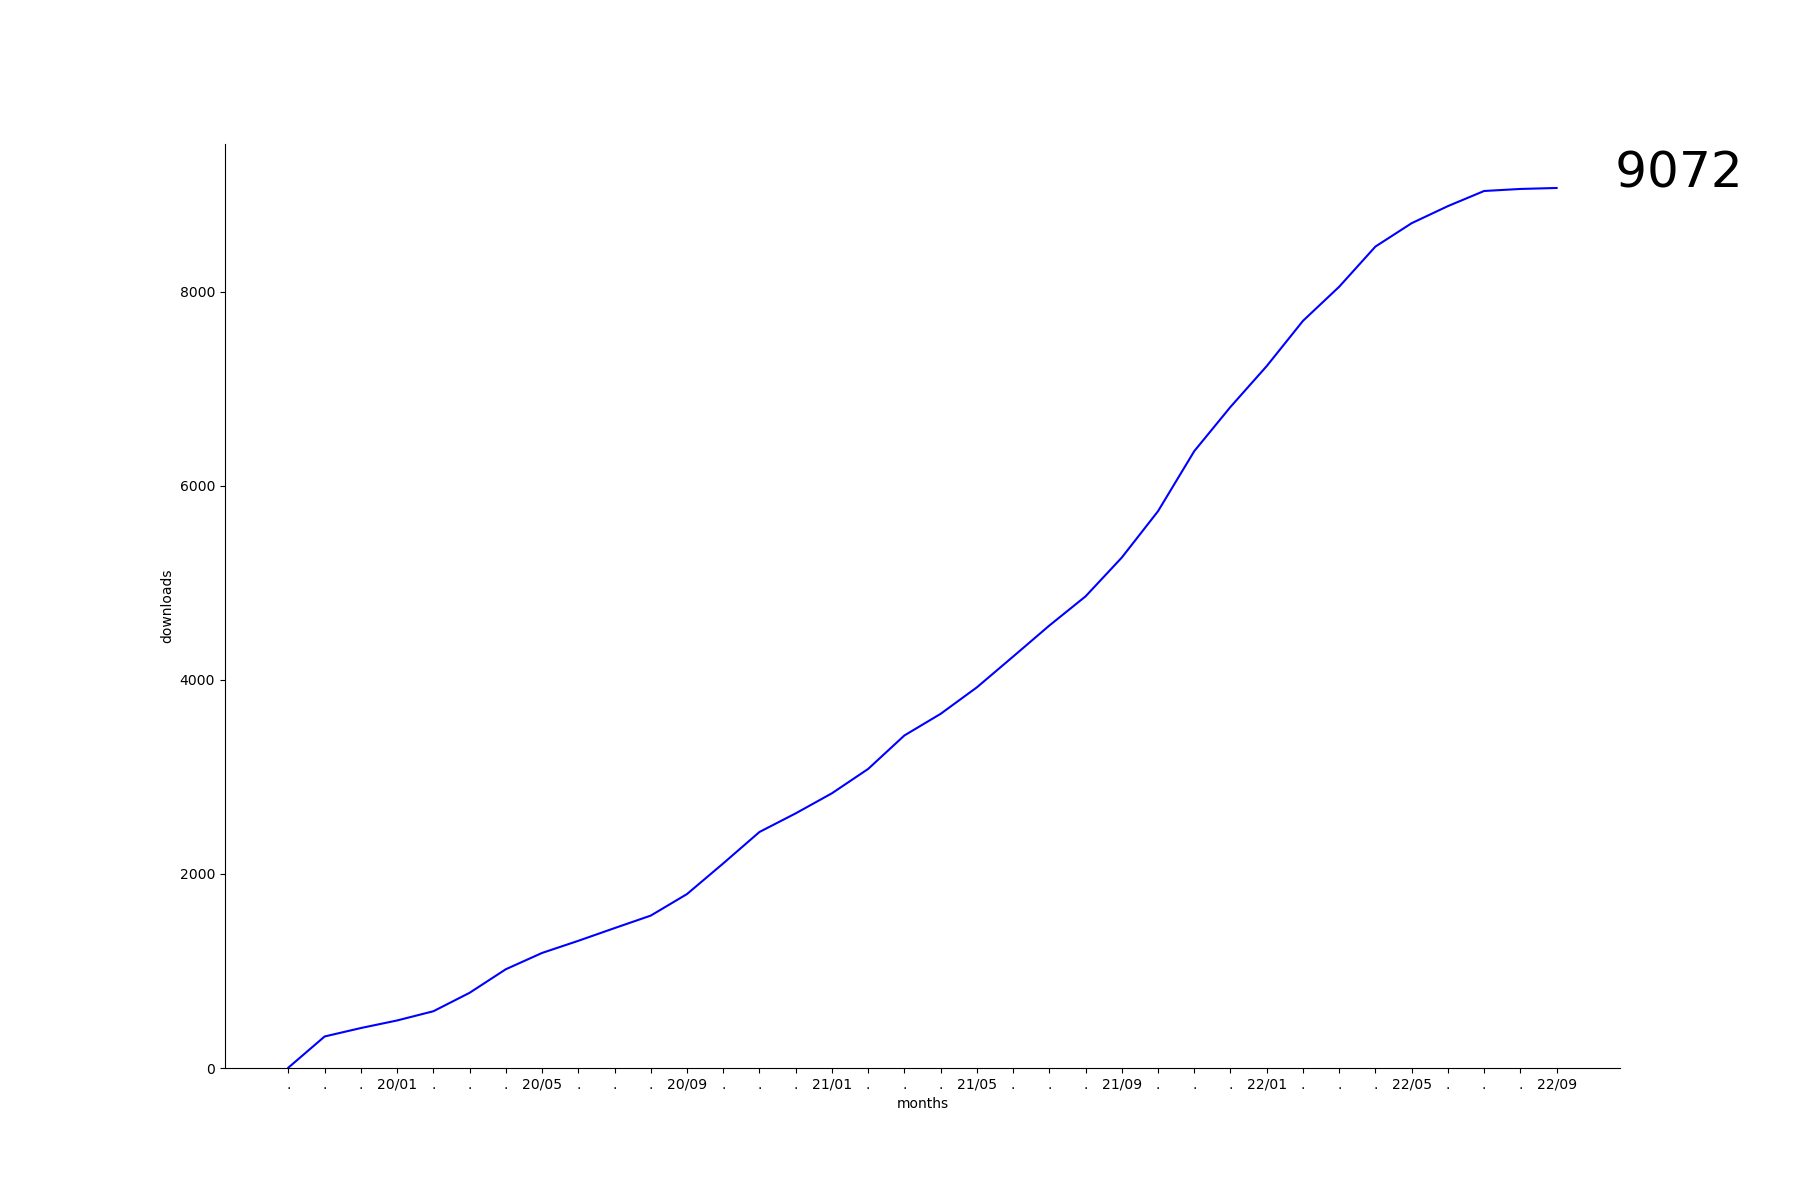 9072
8000
6000
4000
2000
0
downloads
. . . 20/01 . . . 20/05 . . . 20/09 . . . 21/01 . . . 21/05 . . . 21/09 . . . 22/01 . . . 22/05 . . . 22/09
months